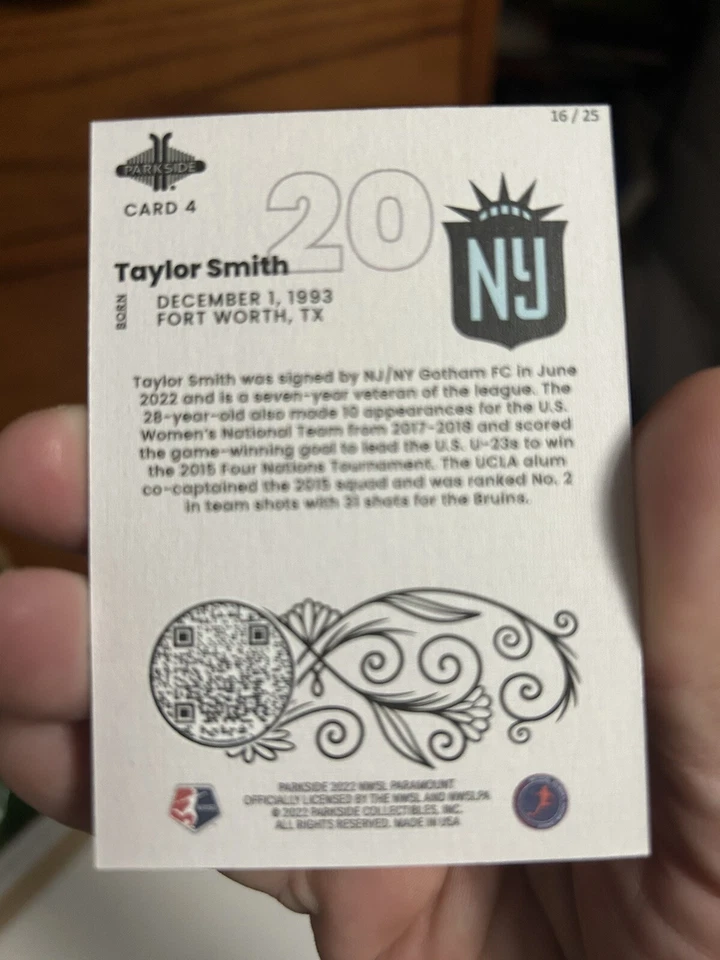 16 / 25
PARKSIDE
CARD 4
20
NY
Taylor Smith
BORN
DECEMBER 1, 1993
FORT WORTH, TX
Taylor Smith was signed by NJ/NY Gotham FC in June
2022 and is a seven-year veteran of the league. The
28-year-old also made 10 appearances for the U.S.
Women's National Team from 2017-2018 and scored
the game-winning goal to lead the U.S. U-23s to win
the 2015 Four Nations Tournament. The UCLA alum
co-captained the 2015 squad and was ranked No. 2
in team shots with 31 shots for the Bruins.
PARKSIDE 2022 NWSL PARAMOUNT
OFFICIALLY LICENSED BY THE NWSL AND NWSLPA
© 2022 PARKSIDE COLLECTIBLES, INC.
ALL RIGHTS RESERVED. MADE IN USA